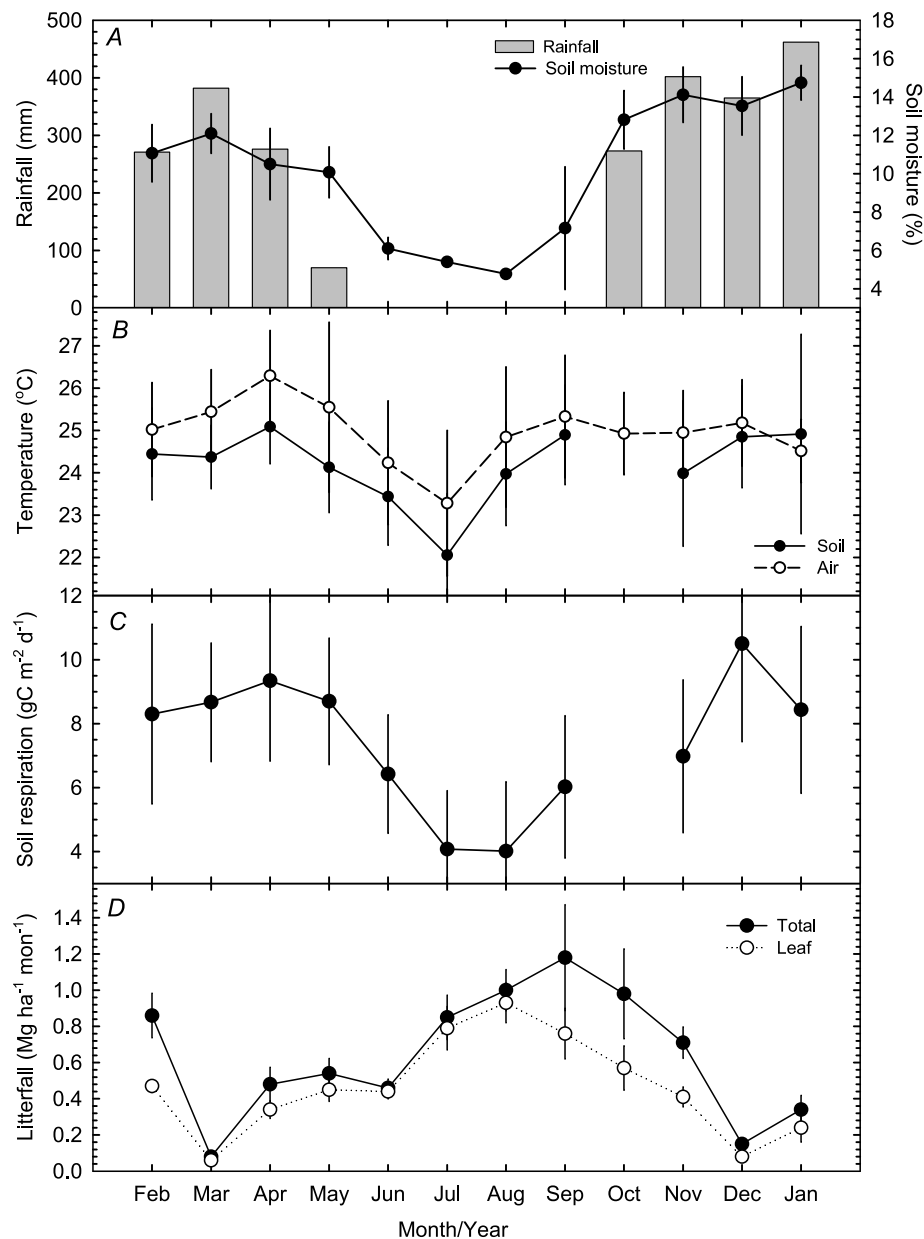 A
Rainfall
Soil moisture
500
400
300
200
100
0
Rainfall (mm)
18
16
14
12
10
8
6
4
Soil moisture (%)
B
27
26
25
24
23
22
Temperature (°C)
Soil
Air
C
12
10
8
6
4
Soil respiration (gC m⁻² d⁻¹)
D
Total
Leaf
1.4
1.2
1.0
0.8
0.6
0.4
0.2
0.0
Litterfall (Mg ha⁻¹ mon⁻¹)
Feb Mar Apr May Jun Jul Aug Sep Oct Nov Dec Jan
Month/Year